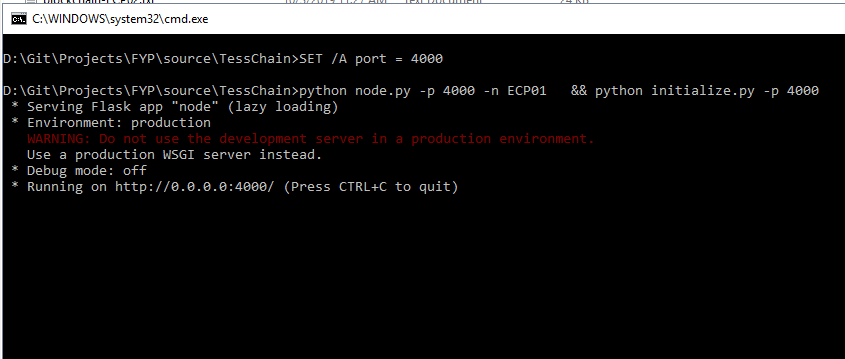 C:\WINDOWS\system32\cmd.exe
D:\Git\Projects\FYP\source\TessChain>SET /A port = 4000
D:\Git\Projects\FYP\source\TessChain>python node.py -p 4000 -n ECP01   && python initialize.py -p 4000
 * Serving Flask app "node" (lazy loading)
 * Environment: production
   WARNING: Do not use the development server in a production environment.
   Use a production WSGI server instead.
 * Debug mode: off
 * Running on http://0.0.0.0:4000/ (Press CTRL+C to quit)